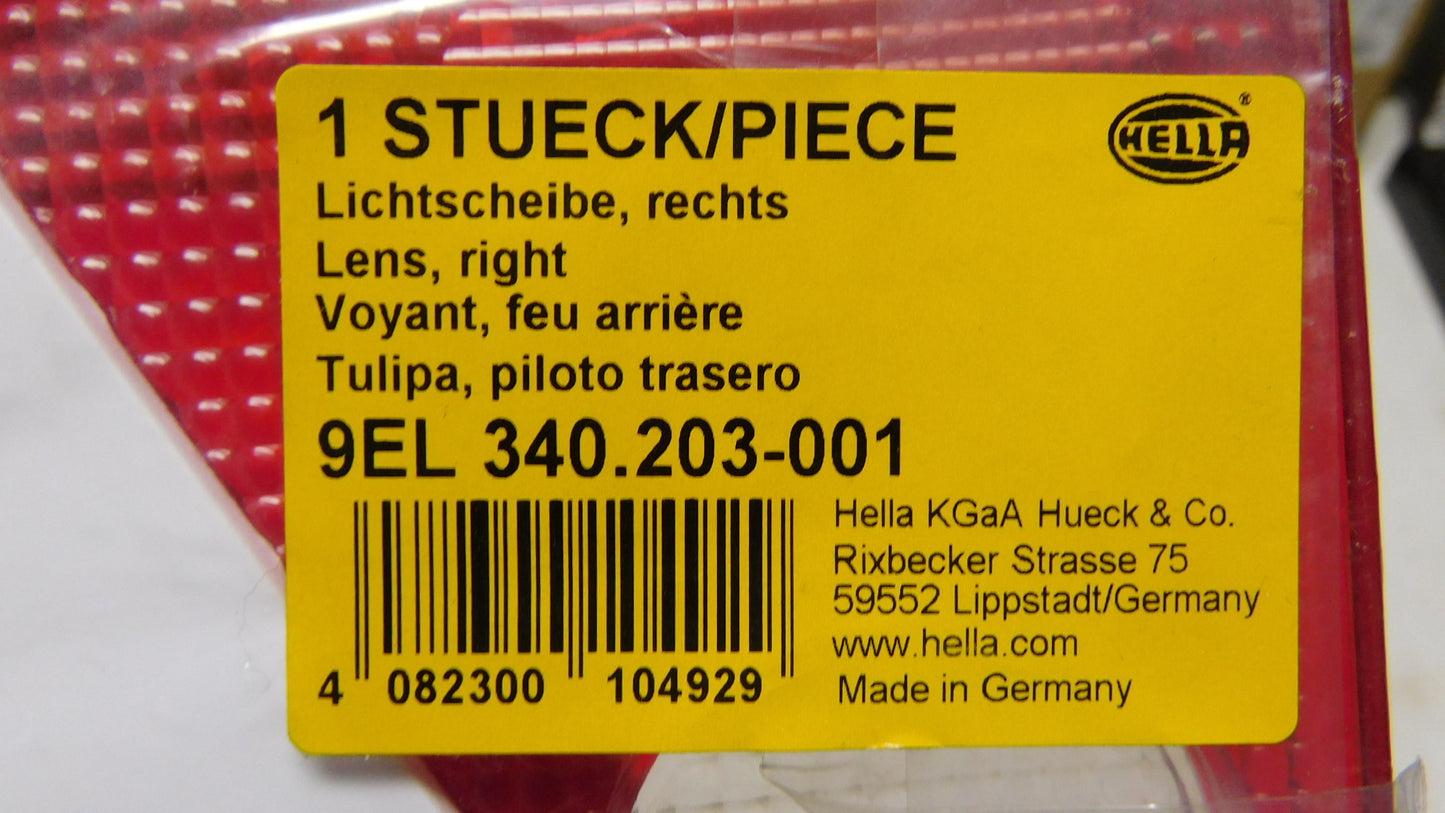 1 STUECK/PIECE
HELLA ®
Lichtscheibe, rechts
Lens, right
Voyant, feu arrière
Tulipa, piloto trasero
9EL 340.203-001
4 082300 104929
Hella KGaA Hueck & Co.
Rixbecker Strasse 75
59552 Lippstadt/Germany
www.hella.com
Made in Germany